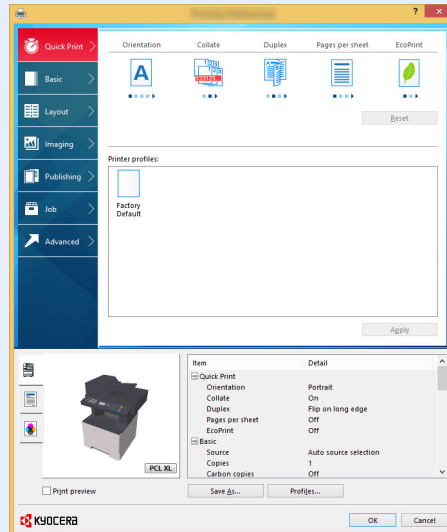 ?
Quick Print
Orientation
Collate
Duplex
Pages per sheet
EcoPrint
A
123123
A B C
Basic
Layout
Reset
Imaging
Printer profiles:
Publishing
Factory
Default
Job
Advanced
Apply
Item Detail
Quick Print
Orientation Portrait
Collate On
Duplex Flip on long edge
Pages per sheet Off
EcoPrint Off
Basic
Source Auto source selection
Copies 1
Carbon copies Off
PCL XL
Print preview
Save As...
Profiles...
KYOCERA
OK
Cancel